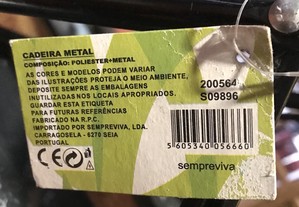 CADEIRA METAL
COMPOSIÇÃO: POLIESTER+METAL
AS CORES E MODELOS PODEM VARIAR
DAS ILUSTRAÇÕES PROTEJA O MEIO AMBIENTE,
DEPOSITE SEMPRE AS EMBALAGENS
INUTILIZADAS NOS LOCAIS APROPRIADOS.
GUARDAR ESTA ETIQUETA
PARA FUTURAS REFERÊNCIAS
FABRICADO NA R.P.C.
IMPORTADO POR SEMPREVIVA, LDA.
CARRAGOSELA - 6270 SEIA
PORTUGAL
200564
S09896
5 605340 056660
sempreviva